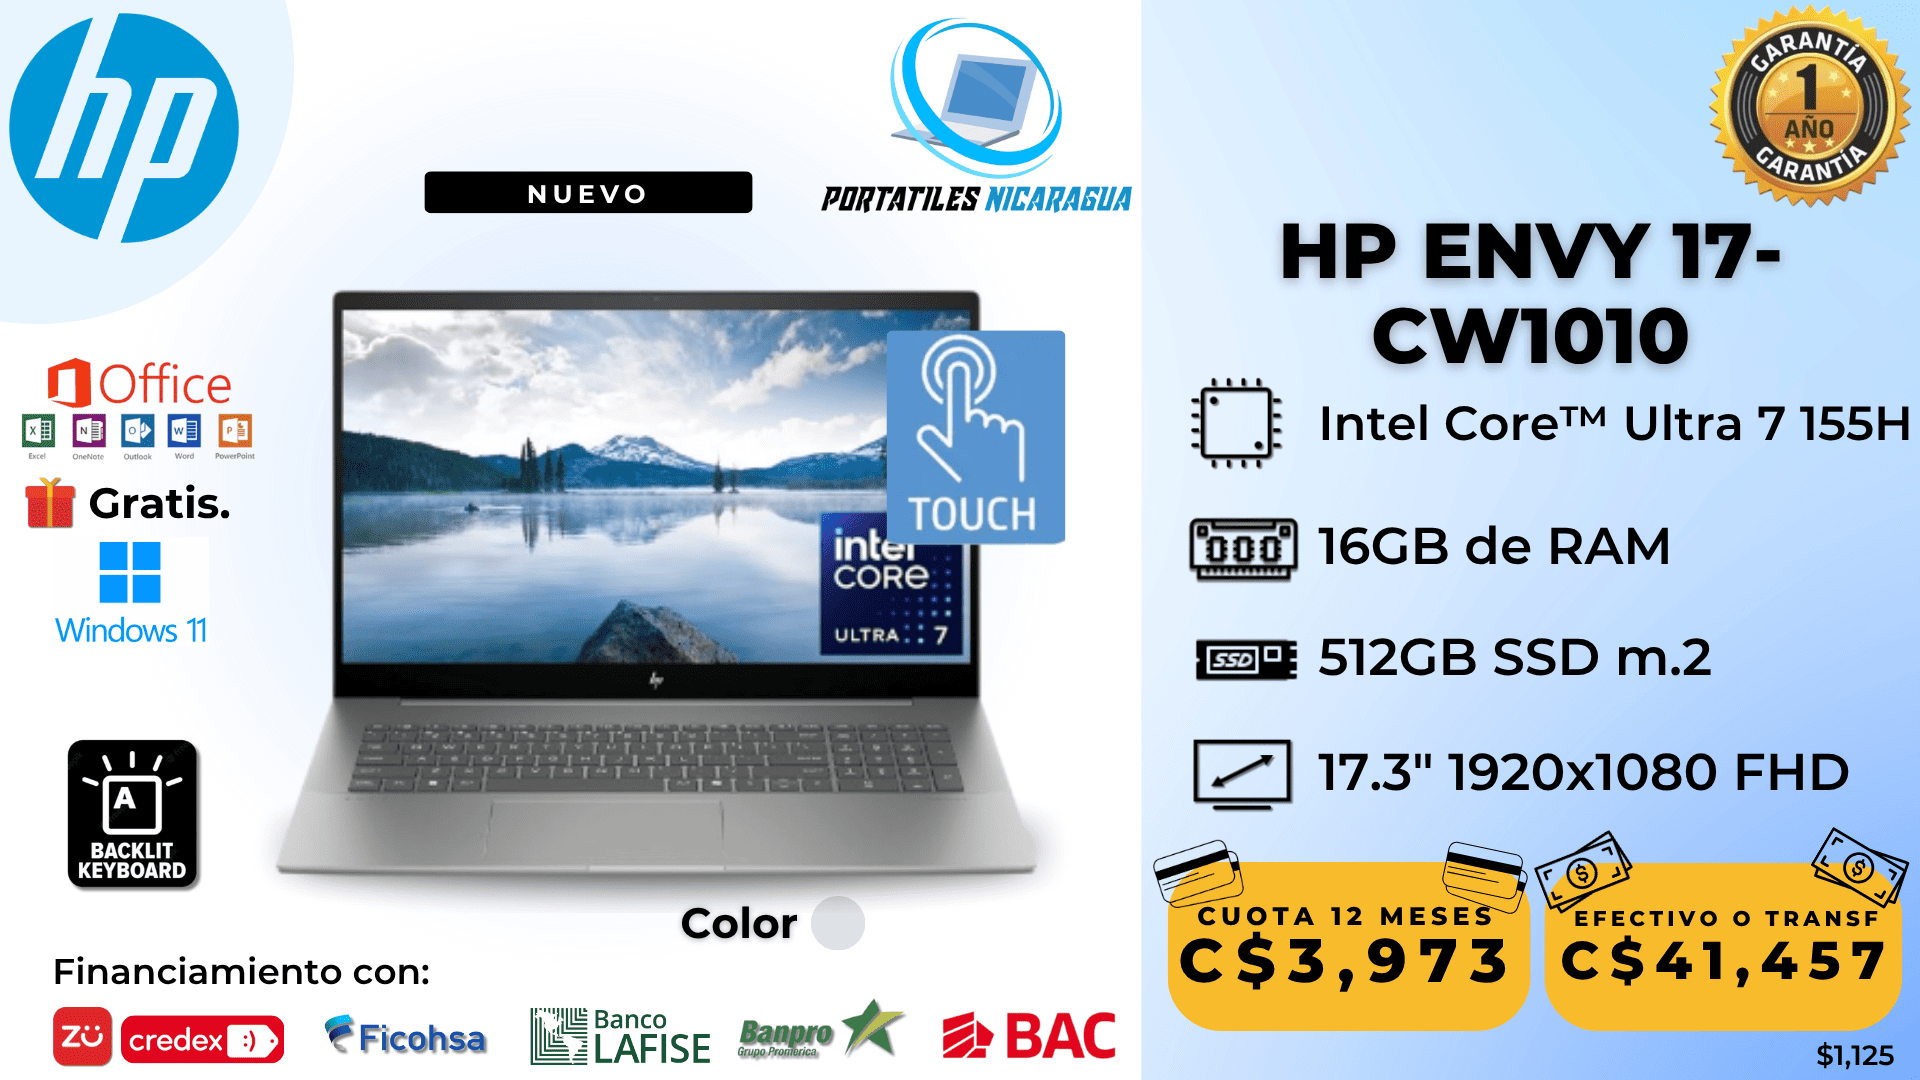 hp
NUEVO
PORTATILES NICARAGUA
GARANTÍA
1
AÑO
GARANTÍA
HP ENVY 17-
CW1010
Office
Excel
OneNote
Outlook
Word
PowerPoint
Gratis.
Windows 11
TOUCH
intel
CORE
ULTRA 7
hp
Intel Core™ Ultra 7 155H
16GB de RAM
SSD
512GB SSD m.2
17.3" 1920x1080 FHD
A
BACKLIT
KEYBOARD
Color
CUOTA 12 MESES
C$3,973
EFECTIVO O TRANSF
C$41,457
Financiamiento con:
zü
credex
Ficohsa
Banco
LAFISE
Banpro
Grupo Promerica
BAC
$1,125